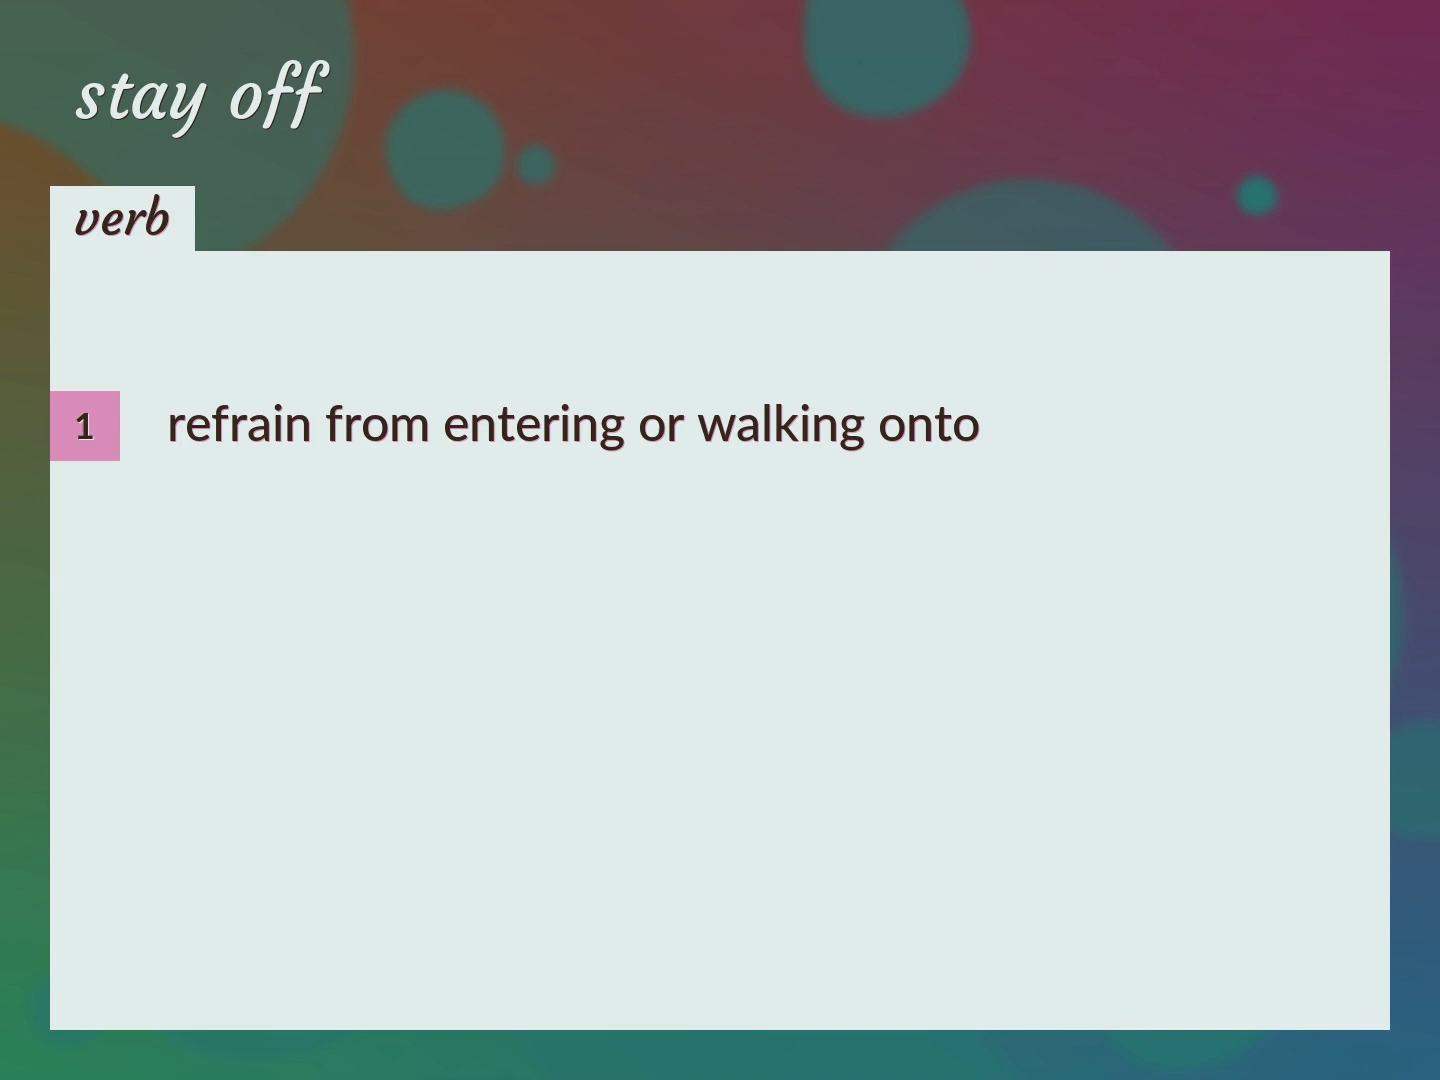 stay off
verb
1 refrain from entering or walking onto